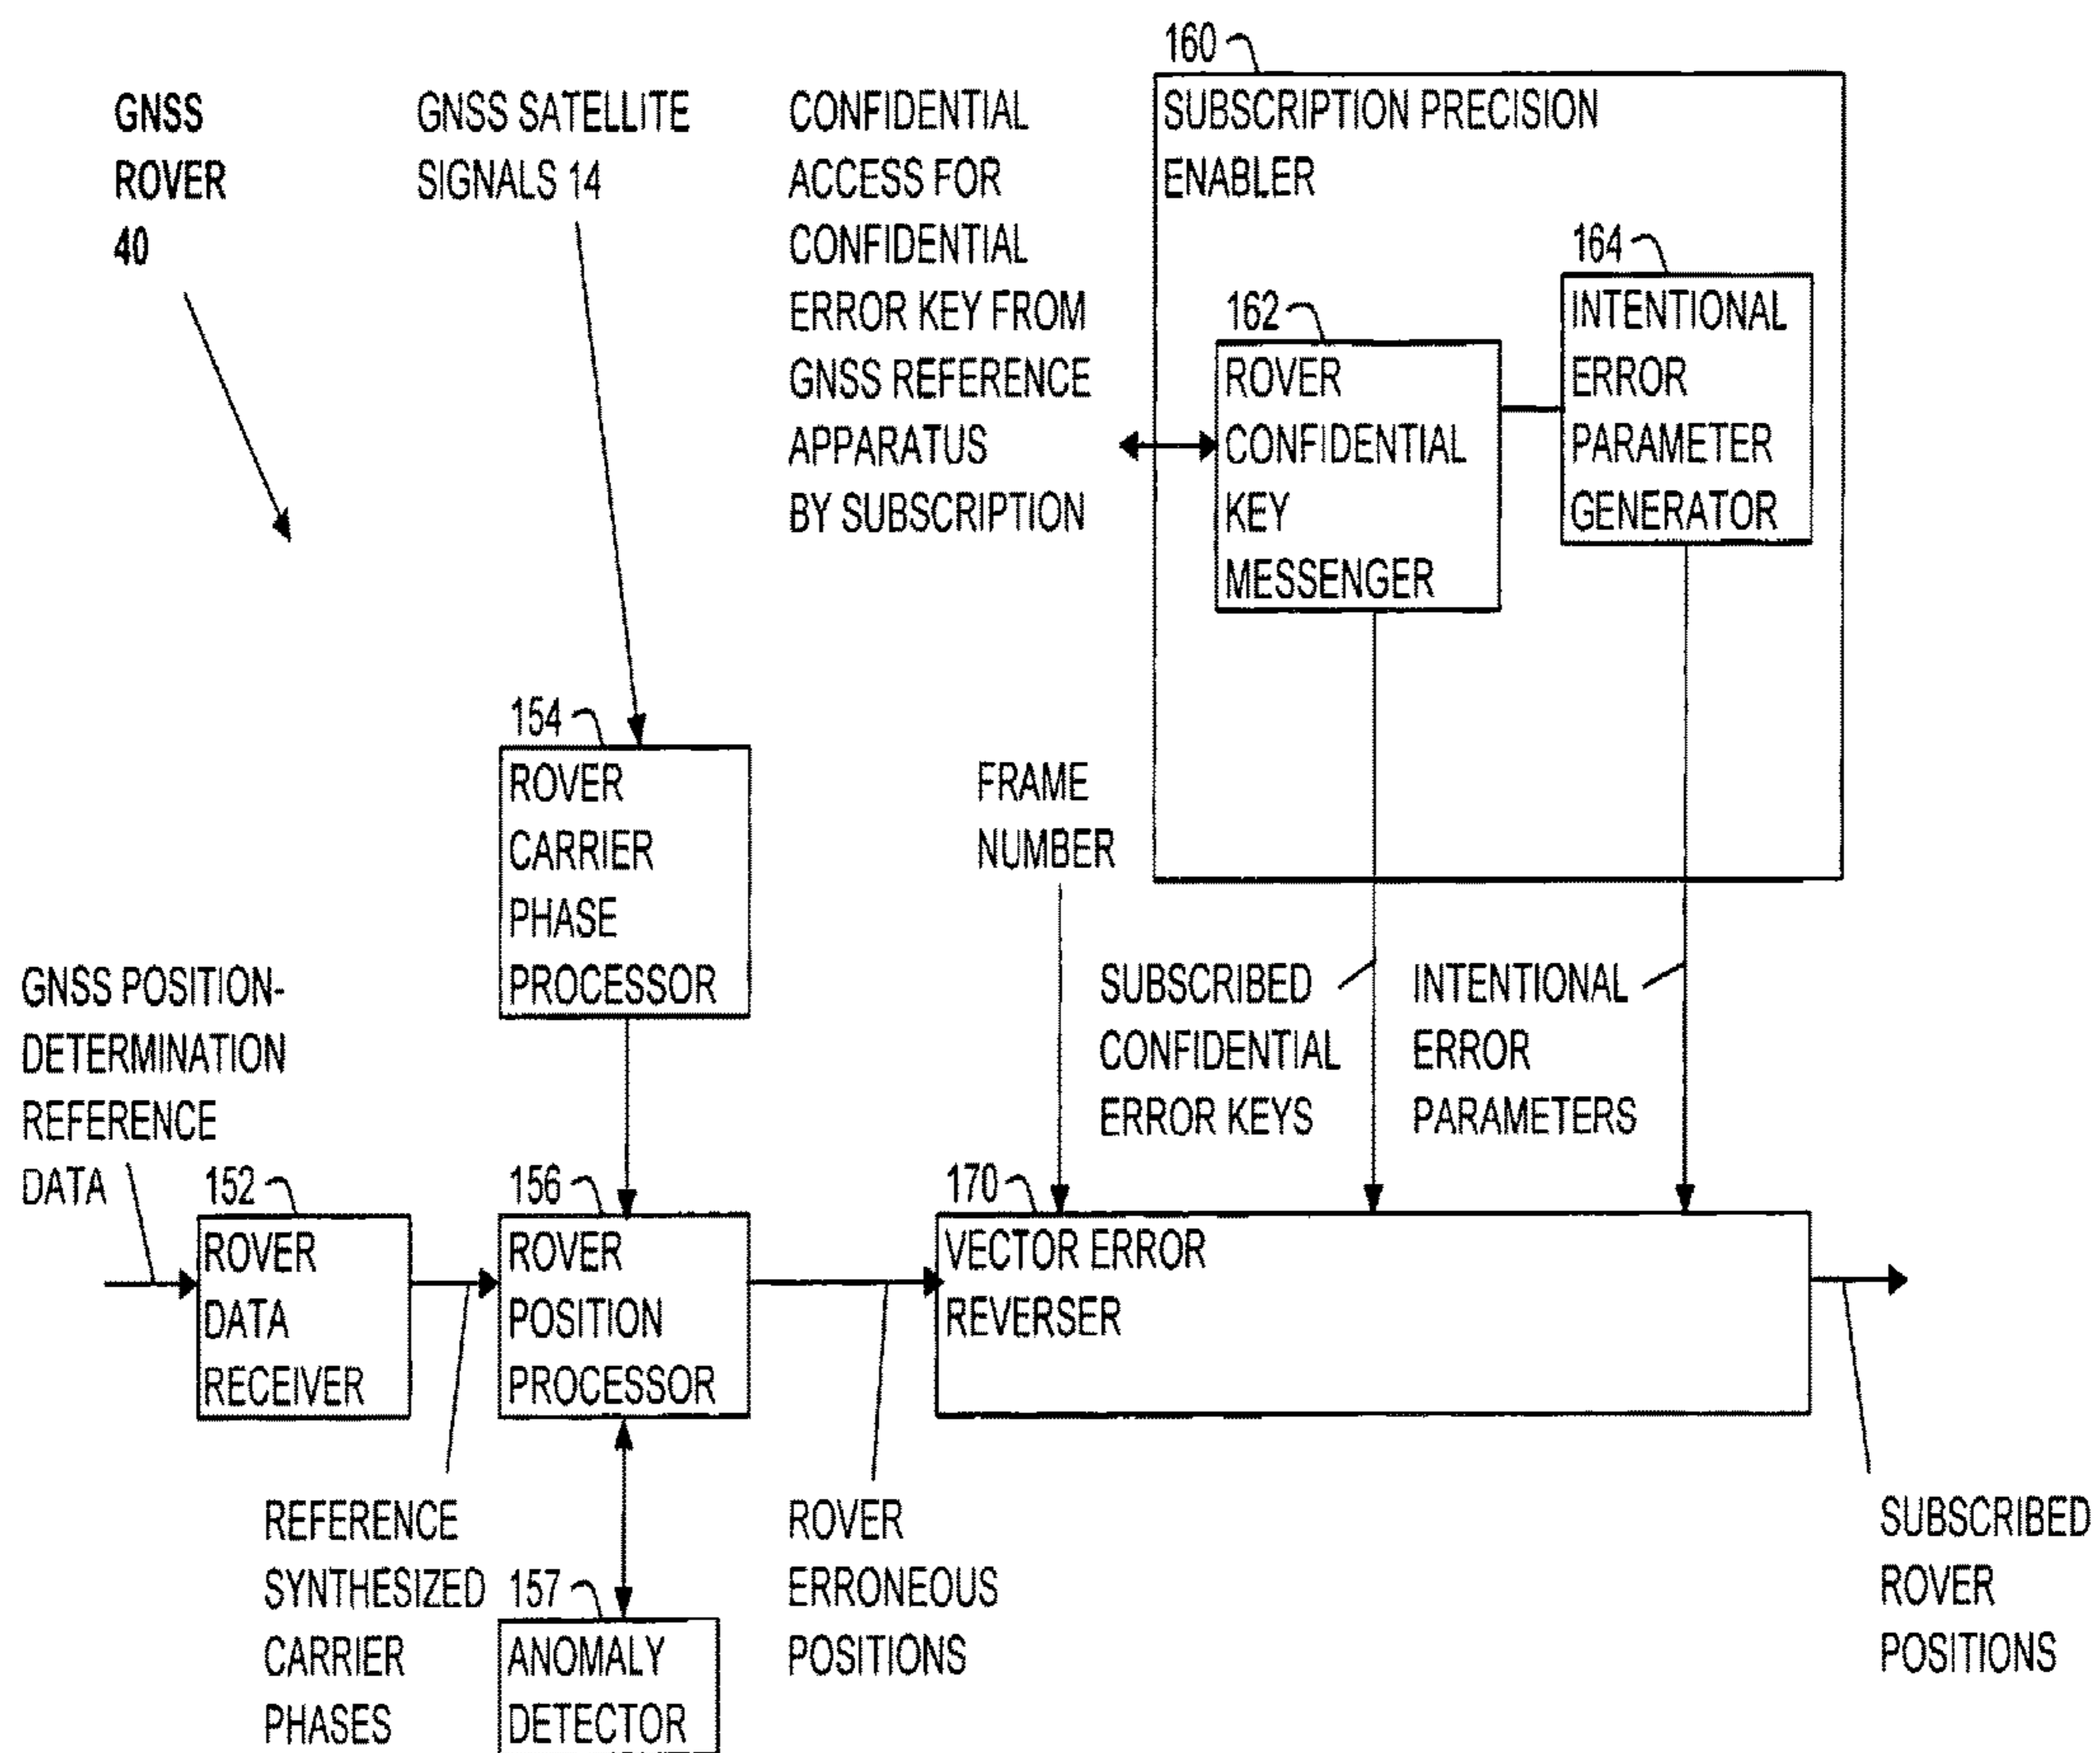 GNSS
ROVER
40
GNSS SATELLITE
SIGNALS 14
CONFIDENTIAL
ACCESS FOR
CONFIDENTIAL
ERROR KEY FROM
GNSS REFERENCE
APPARATUS
BY SUBSCRIPTION
160
SUBSCRIPTION PRECISION
ENABLER
162
ROVER
CONFIDENTIAL
KEY
MESSENGER
164
INTENTIONAL
ERROR
PARAMETER
GENERATOR
154
ROVER
CARRIER
PHASE
PROCESSOR
FRAME
NUMBER
SUBSCRIBED
CONFIDENTIAL
ERROR KEYS
INTENTIONAL
ERROR
PARAMETERS
GNSS POSITION-
DETERMINATION
REFERENCE
DATA
152
ROVER
DATA
RECEIVER
156
ROVER
POSITION
PROCESSOR
170
VECTOR ERROR
REVERSER
REFERENCE
SYNTHESIZED
CARRIER
PHASES
157
ANOMALY
DETECTOR
ROVER
ERRONEOUS
POSITIONS
SUBSCRIBED
ROVER
POSITIONS